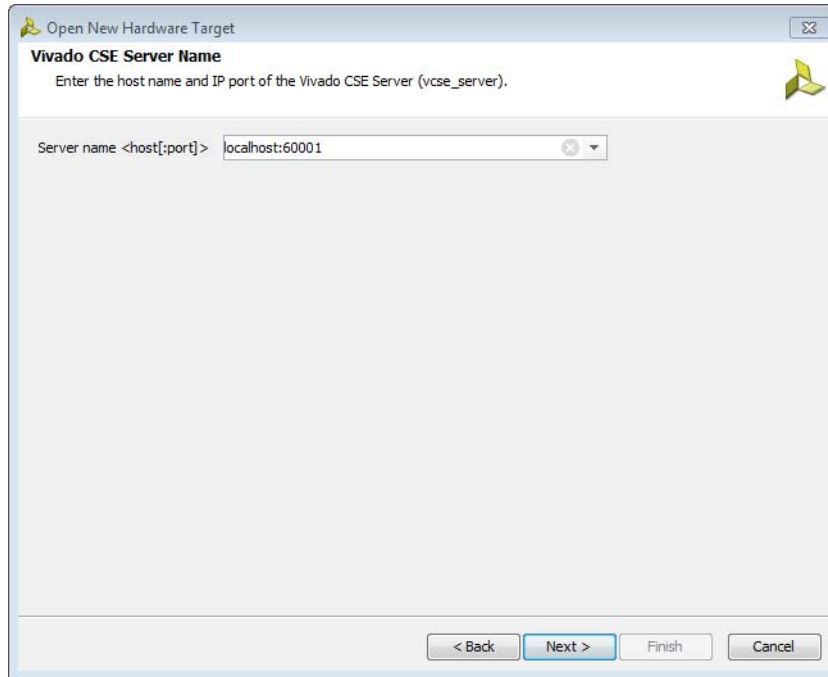 Open New Hardware Target
Vivado CSE Server Name
Enter the host name and IP port of the Vivado CSE Server (vcse_server).
Server name <host[:port]> localhost:60001
< Back Next > Finish Cancel